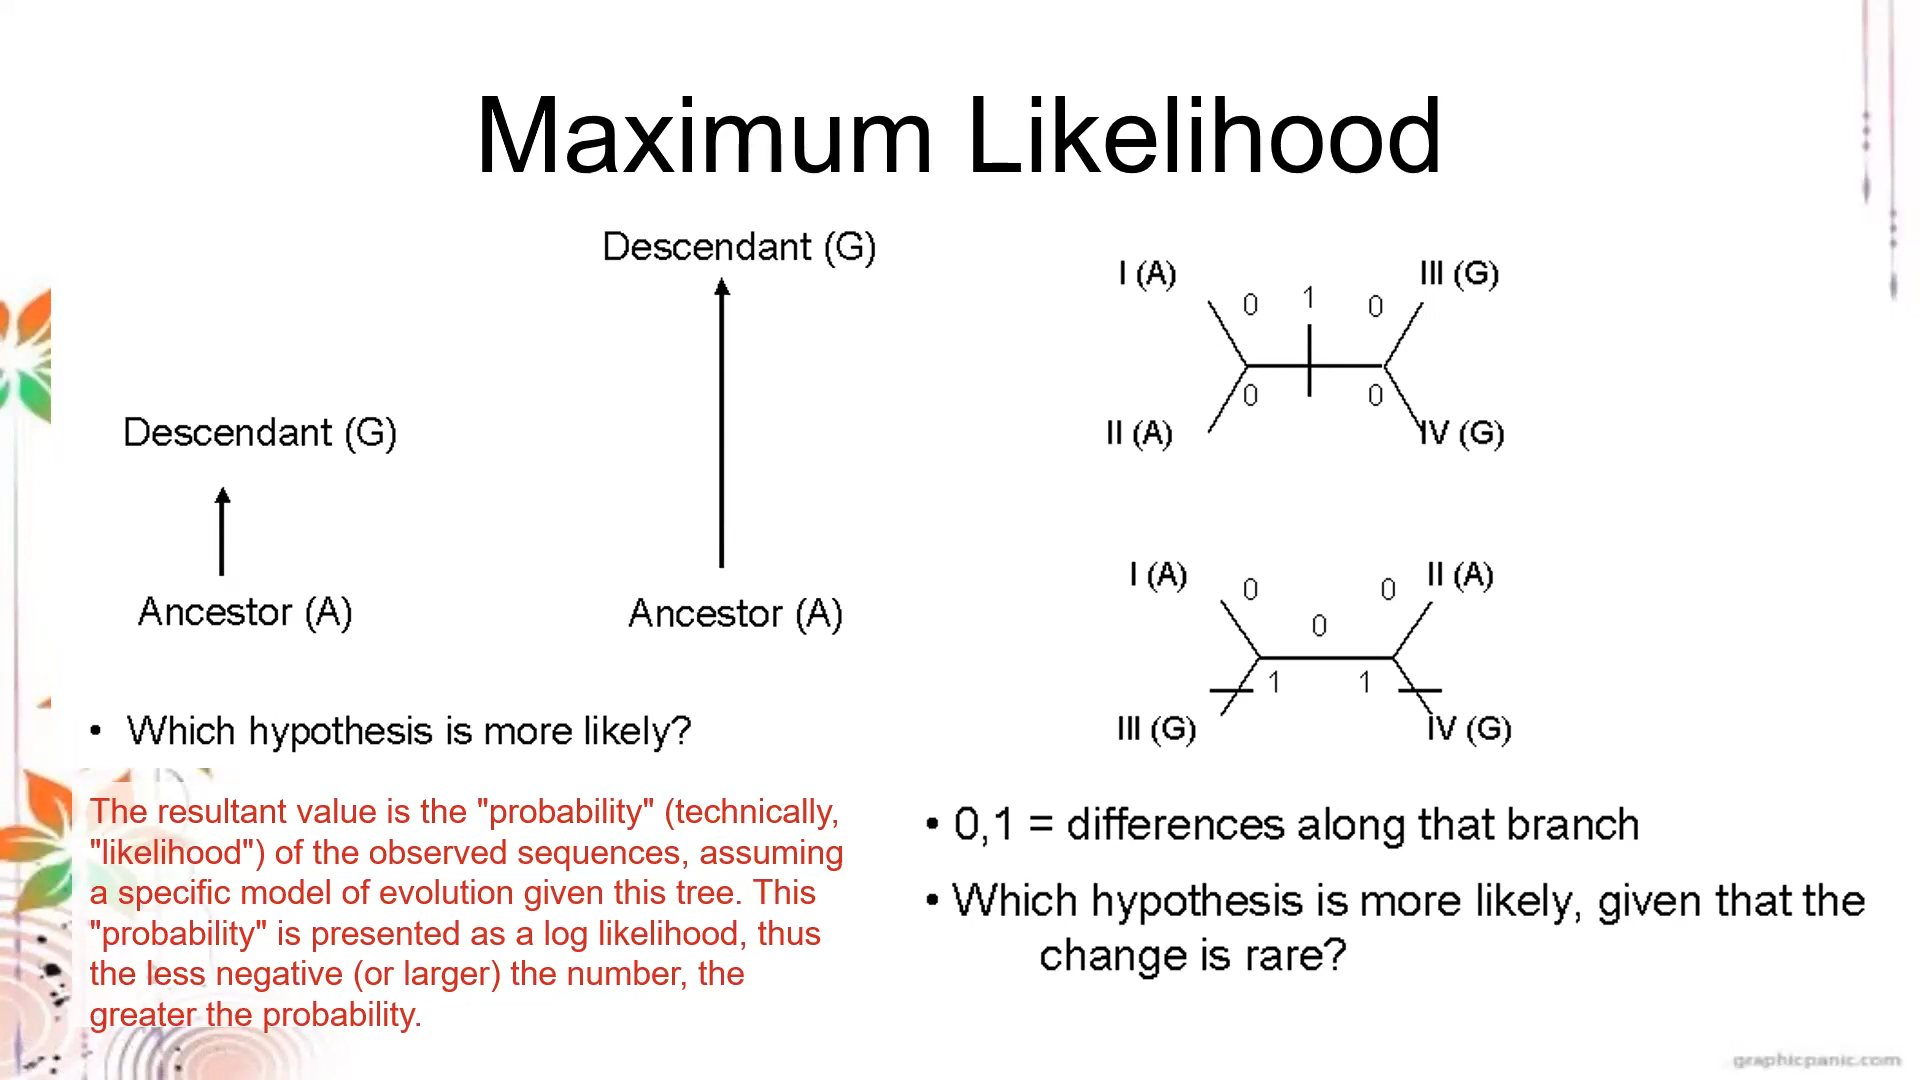 Maximum Likelihood
Descendant (G)
Descendant (G)
Ancestor (A)
Ancestor (A)
• Which hypothesis is more likely?
The resultant value is the "probability" (technically,
"likelihood") of the observed sequences, assuming
a specific model of evolution given this tree. This
"probability" is presented as a log likelihood, thus
the less negative (or larger) the number, the
greater the probability.
I (A) 0 1 0 III (G)
II (A) 0 0 IV (G)
I (A) 0 0 II (A)
0
1 1
III (G) IV (G)
• 0,1 = differences along that branch
• Which hypothesis is more likely, given that the
change is rare?
graphicpanic.com